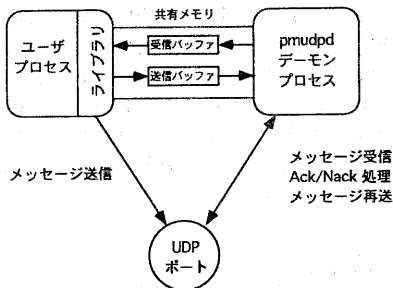 共有メモリ
ユーザ
プロセス
ライブラリ
受信バッファ
送信バッファ
pmudpd
デーモン
プロセス
メッセージ送信
メッセージ受信
Ack/Nack 処理
メッセージ再送
UDP
ポート